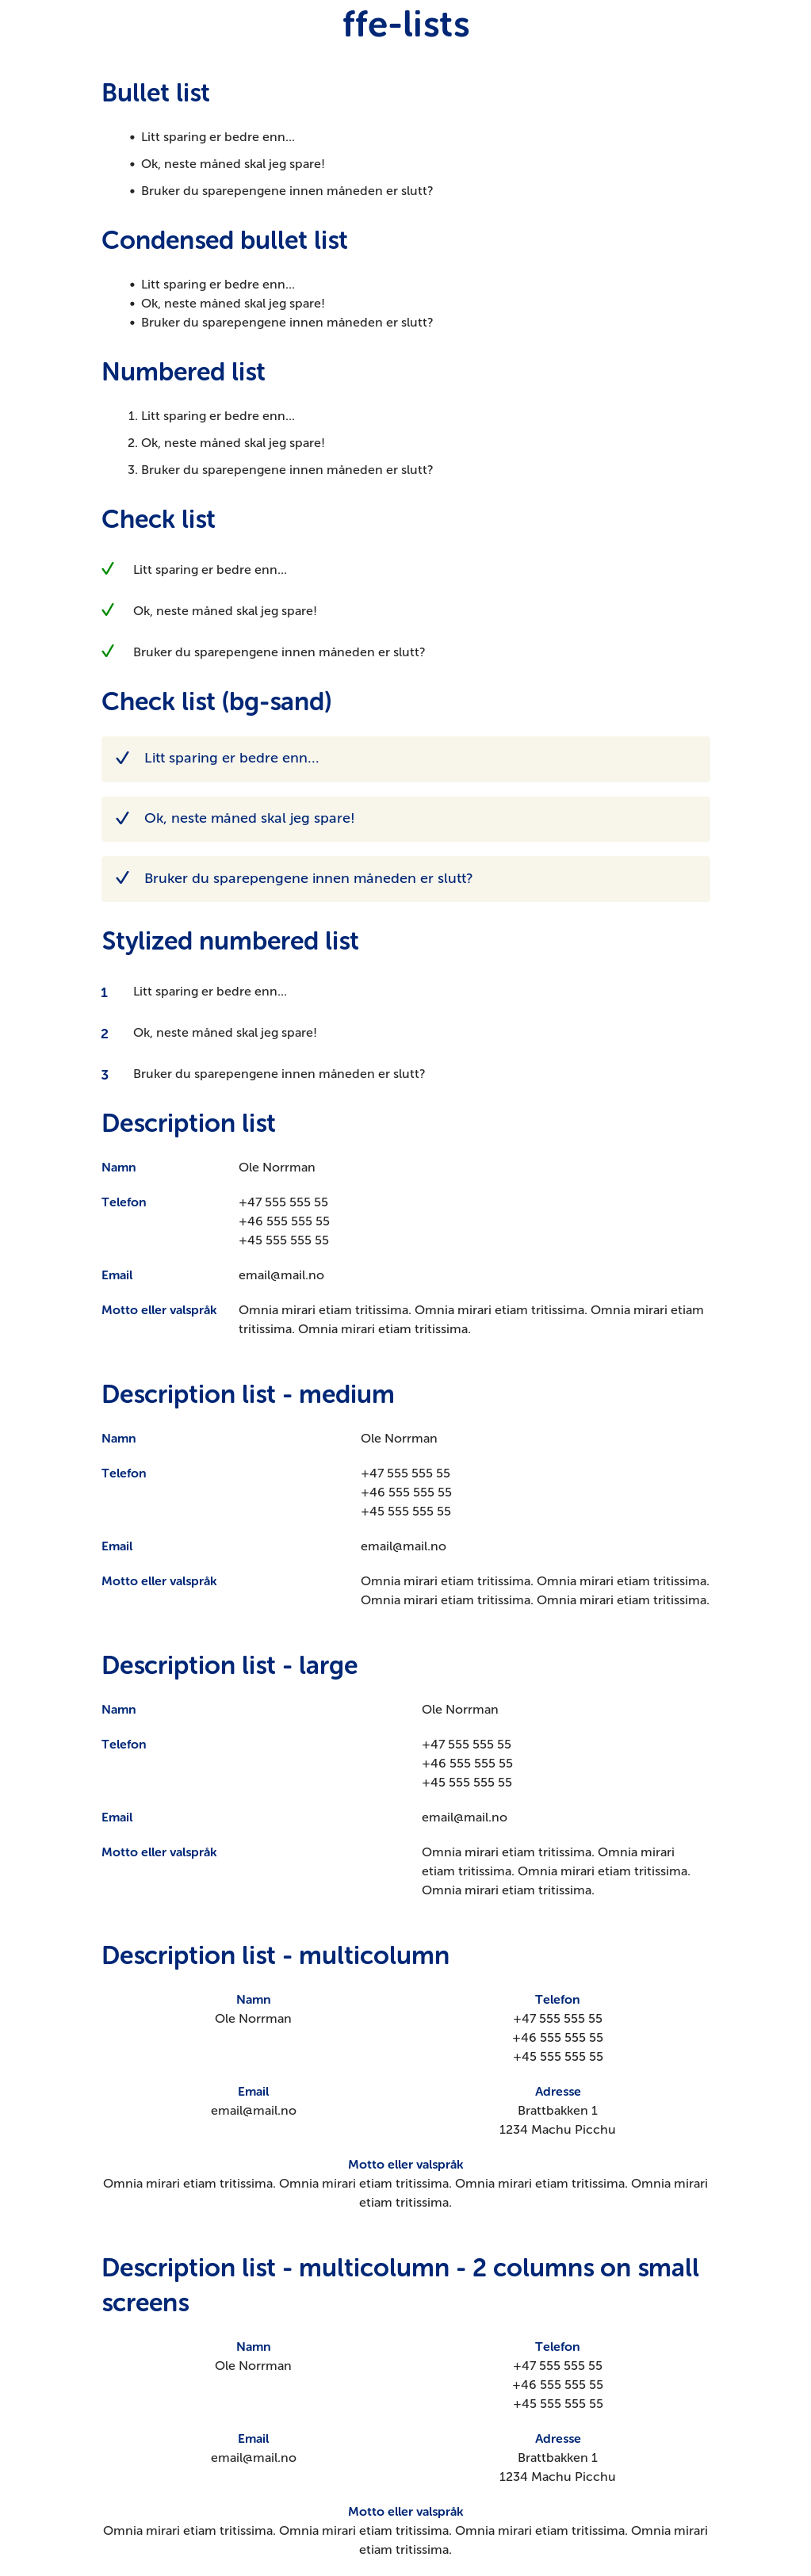 ffe-lists
Bullet list
• Litt sparing er bedre enn...
• Ok, neste måned skal jeg spare!
• Bruker du sparepengene innen måneden er slutt?
Condensed bullet list
• Litt sparing er bedre enn...
• Ok, neste måned skal jeg spare!
• Bruker du sparepengene innen måneden er slutt?
Numbered list
1. Litt sparing er bedre enn...
2. Ok, neste måned skal jeg spare!
3. Bruker du sparepengene innen måneden er slutt?
Check list
Litt sparing er bedre enn...
Ok, neste måned skal jeg spare!
Bruker du sparepengene innen måneden er slutt?
Check list (bg-sand)
Litt sparing er bedre enn...
Ok, neste måned skal jeg spare!
Bruker du sparepengene innen måneden er slutt?
Stylized numbered list
1 Litt sparing er bedre enn...
2 Ok, neste måned skal jeg spare!
3 Bruker du sparepengene innen måneden er slutt?
Description list
Namn Ole Norrman
Telefon +47 555 555 55
+46 555 555 55
+45 555 555 55
Email email@mail.no
Motto eller valspråk Omnia mirari etiam tritissima. Omnia mirari etiam tritissima. Omnia mirari etiam
tritissima. Omnia mirari etiam tritissima.
Description list - medium
Namn Ole Norrman
Telefon +47 555 555 55
+46 555 555 55
+45 555 555 55
Email email@mail.no
Motto eller valspråk Omnia mirari etiam tritissima. Omnia mirari etiam tritissima.
Omnia mirari etiam tritissima. Omnia mirari etiam tritissima.
Description list - large
Namn Ole Norrman
Telefon +47 555 555 55
+46 555 555 55
+45 555 555 55
Email email@mail.no
Motto eller valspråk Omnia mirari etiam tritissima. Omnia mirari
etiam tritissima. Omnia mirari etiam tritissima.
Omnia mirari etiam tritissima.
Description list - multicolumn
Namn
Ole Norrman
Telefon
+47 555 555 55
+46 555 555 55
+45 555 555 55
Email
email@mail.no
Adresse
Brattbakken 1
1234 Machu Picchu
Motto eller valspråk
Omnia mirari etiam tritissima. Omnia mirari etiam tritissima. Omnia mirari etiam tritissima. Omnia mirari
etiam tritissima.
Description list - multicolumn - 2 columns on small
screens
Namn
Ole Norrman
Telefon
+47 555 555 55
+46 555 555 55
+45 555 555 55
Email
email@mail.no
Adresse
Brattbakken 1
1234 Machu Picchu
Motto eller valspråk
Omnia mirari etiam tritissima. Omnia mirari etiam tritissima. Omnia mirari etiam tritissima. Omnia mirari
etiam tritissima.